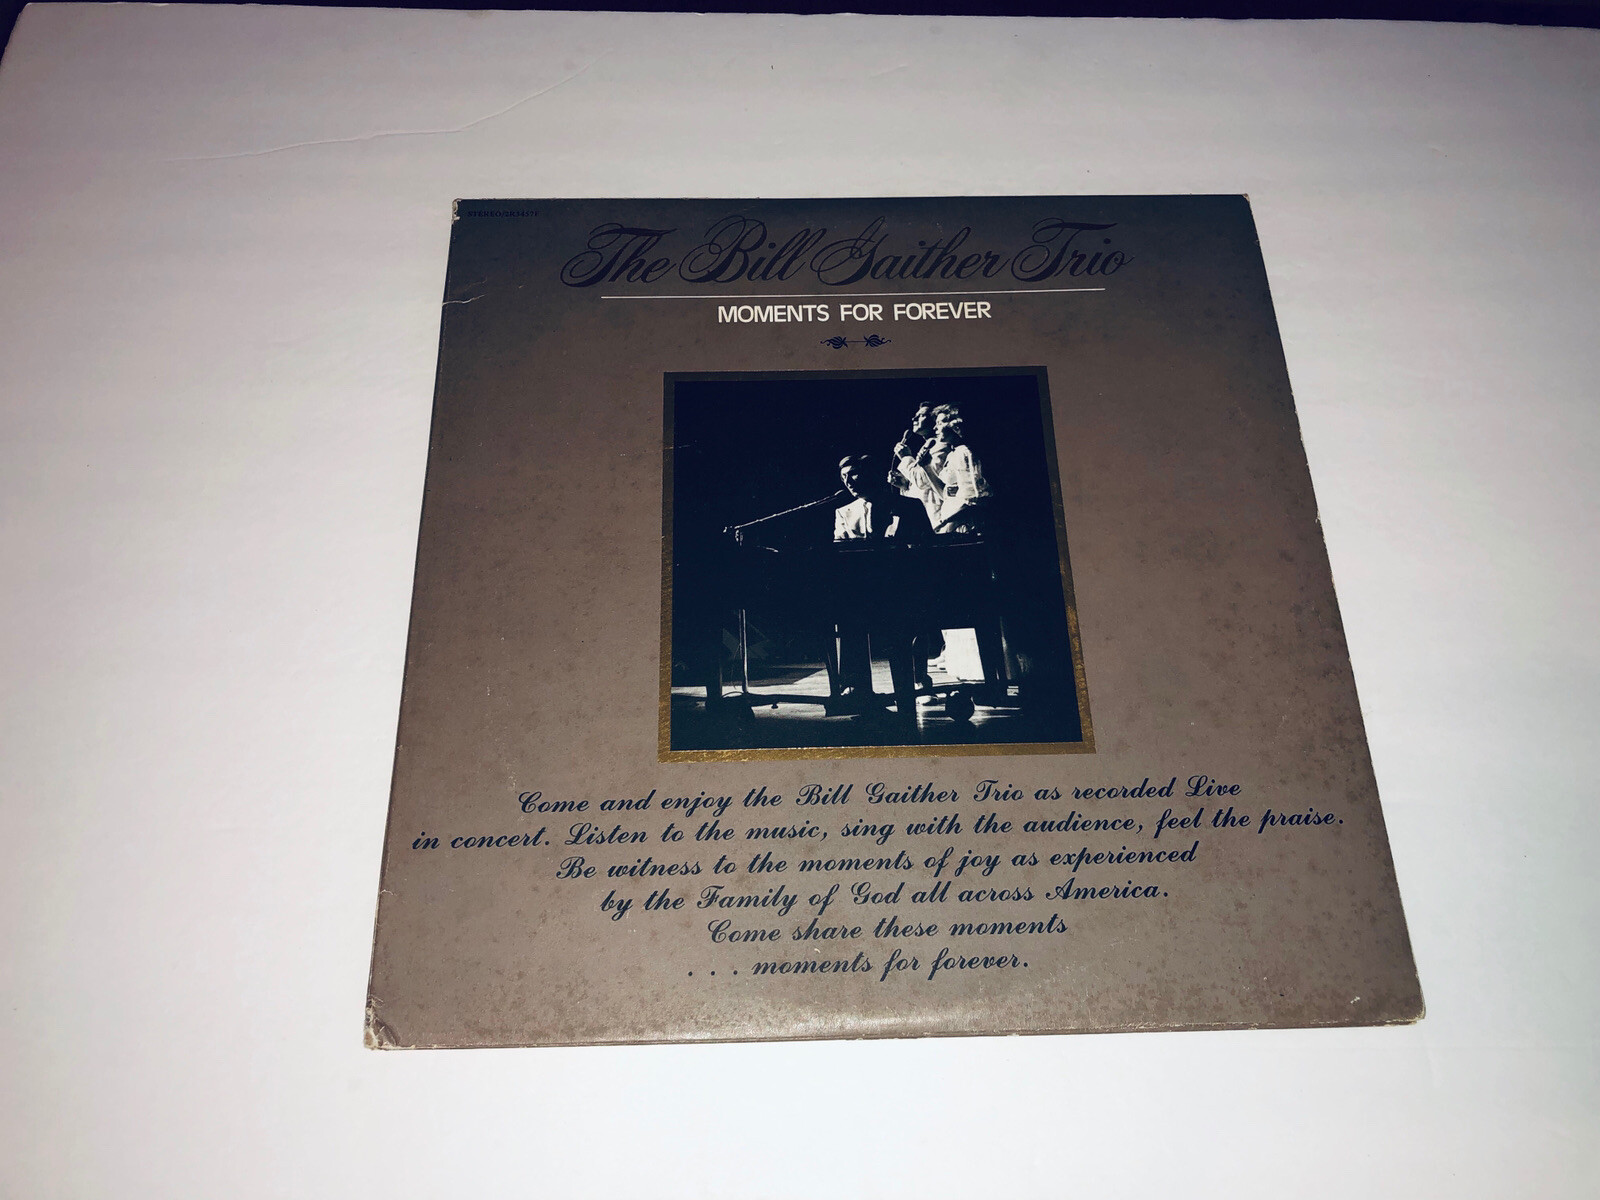 The Bill Gaither Trio
MOMENTS FOR FOREVER
Come and enjoy the Bill Gaither Trio as recorded Live
in concert. Listen to the music, sing with the audience, feel the praise.
Be witness to the moments of joy as experienced
by the Family of God all across America.
Come share these moments
. . . moments for forever.